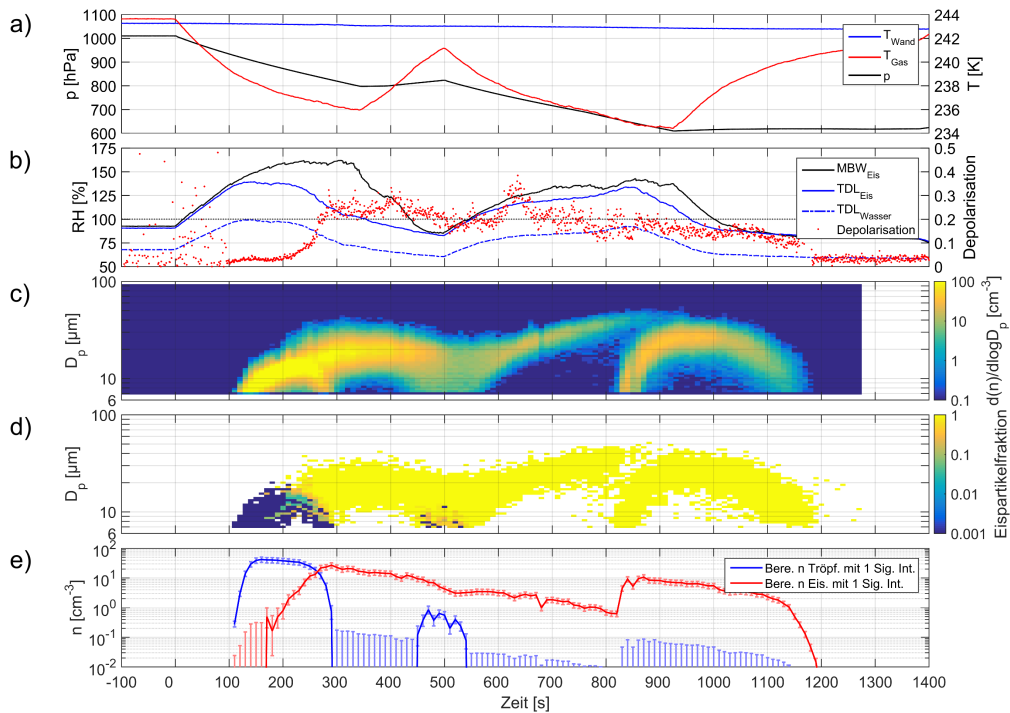 a)
1100
1000
900
800
700
600
p [hPa]
244
242
240
238
236
234
T [K]
T_Wand
T_Gas
p
b)
175
150
125
100
75
50
RH [%]
0.5
0.4
0.3
0.2
0.1
0
Depolarisation
MBW_Eis
TDL_Eis
TDL_Wasser
Depolarisation
c)
100
10
6
D_p [µm]
100
10
1
0.1
d(n)/dlogD_p [cm^-3]
d)
100
10
6
D_p [µm]
1
0.1
0.01
0.001
Eispartikelfraktion
e)
10^2
10^1
10^0
10^-1
10^-2
n [cm^-3]
Bere. n Tröpf. mit 1 Sig. Int.
Bere. n Eis. mit 1 Sig. Int.
-100 0 100 200 300 400 500 600 700 800 900 1000 1100 1200 1300 1400
Zeit [s]